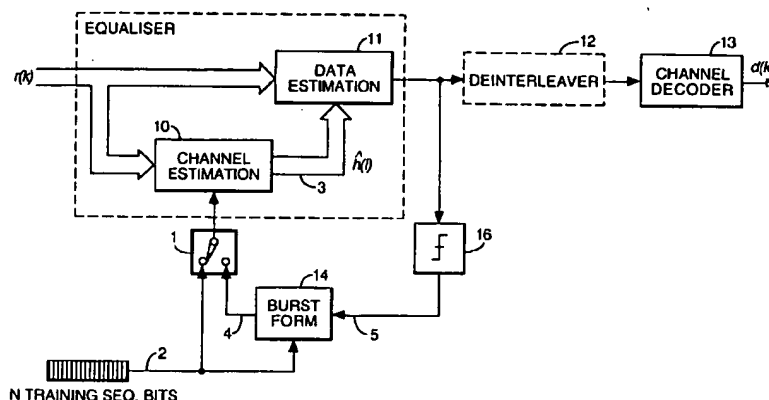 EQUALISER
11
12
13
r(k)
DATA
ESTIMATION
DEINTERLEAVER
CHANNEL
DECODER
d(k
10
CHANNEL
ESTIMATION
3
ĥ(l)
1
16
14
BURST
FORM
4
5
2
N TRAINING SEQ. BITS